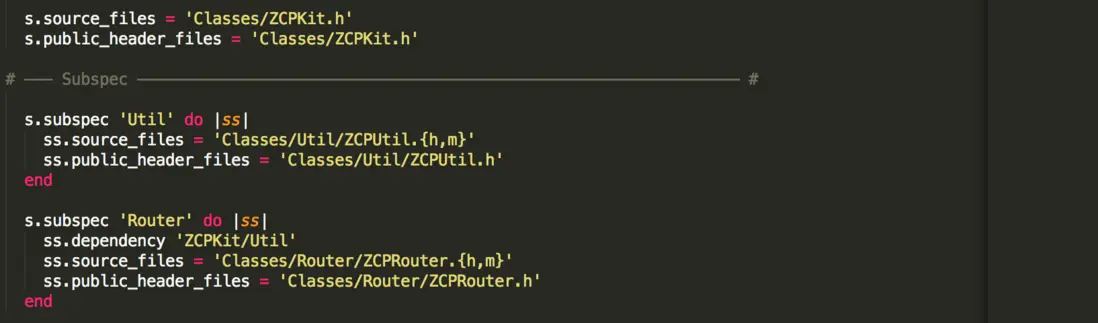 s.source_files = 'Classes/ZCPKit.h'
s.public_header_files = 'Classes/ZCPKit.h'
# ─── Subspec ─────────────────────────────────────────────────────────────────── #
s.subspec 'Util' do |ss|
ss.source_files = 'Classes/Util/ZCPUtil.{h,m}'
ss.public_header_files = 'Classes/Util/ZCPUtil.h'
end
s.subspec 'Router' do |ss|
ss.dependency 'ZCPKit/Util'
ss.source_files = 'Classes/Router/ZCPRouter.{h,m}'
ss.public_header_files = 'Classes/Router/ZCPRouter.h'
end